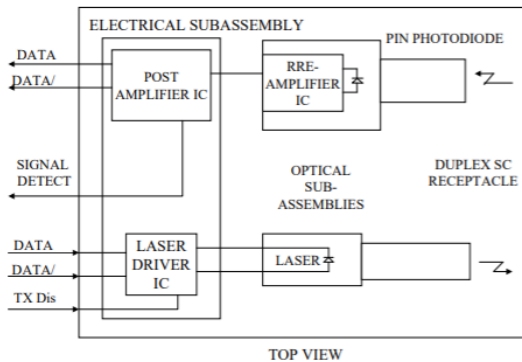 ELECTRICAL SUBASSEMBLY
PIN PHOTODIODE
DATA
DATA/
POST
AMPLIFIER IC
RRE-
AMPLIFIER
IC
SIGNAL
DETECT
OPTICAL
SUB-
ASSEMBLIES
DUPLEX SC
RECEPTACLE
DATA
DATA/
TX Dis
LASER
DRIVER
IC
LASER
TOP VIEW